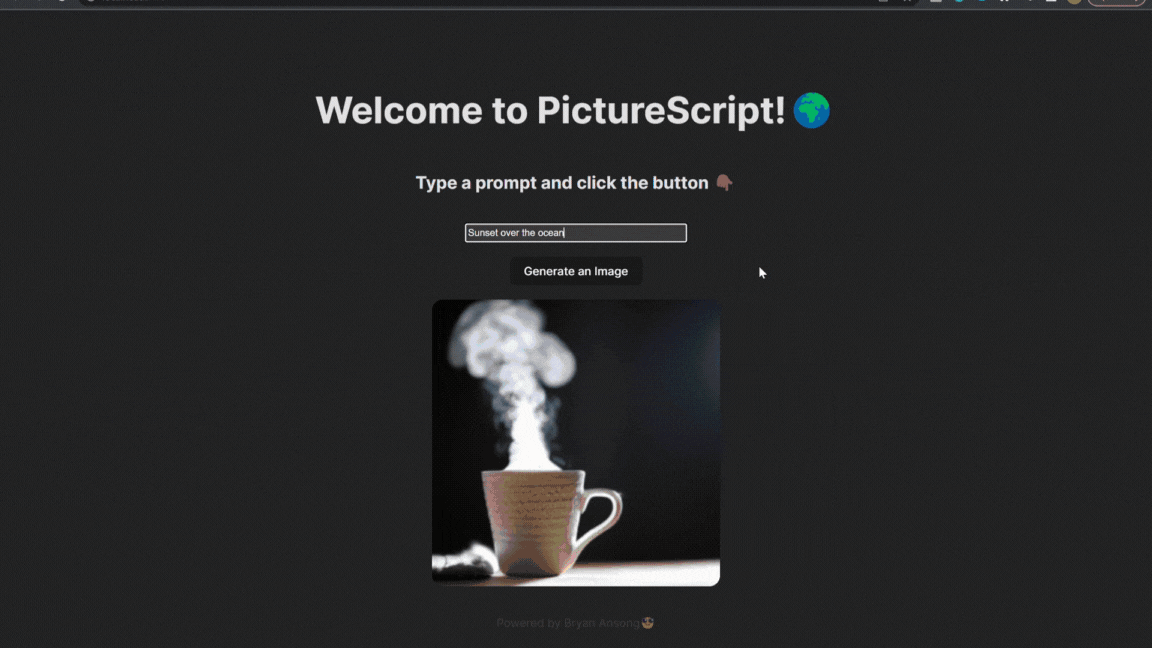 Welcome to PictureScript! 🌍
Type a prompt and click the button 👇🏾
Sunset over the ocean
Generate an Image
Powered by Bryan Ansong